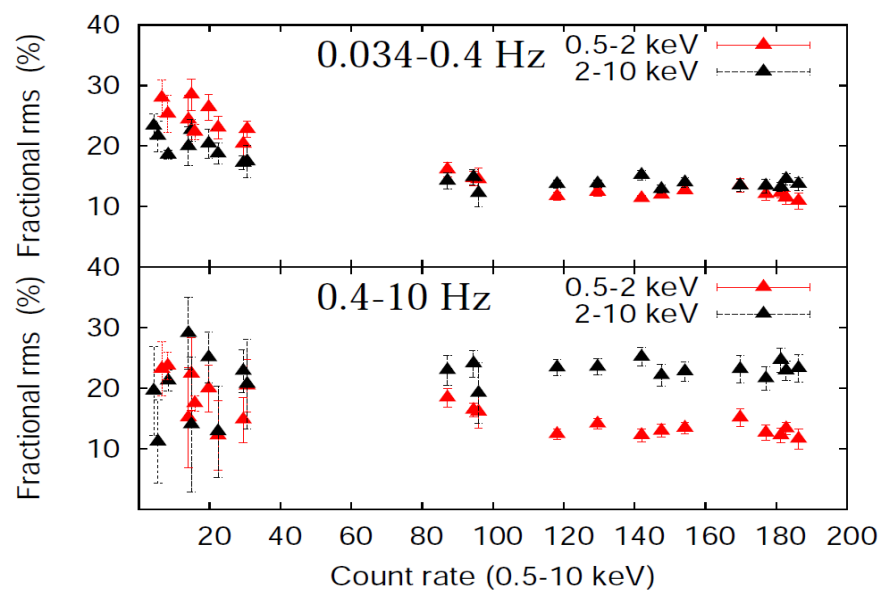 40
0.034-0.4 Hz
0.5-2 keV
2-10 keV
30
20
10
Fractional rms (%)
40
0.4-10 Hz
0.5-2 keV
2-10 keV
30
20
10
Fractional rms (%)
20 40 60 80 100 120 140 160 180 200
Count rate (0.5-10 keV)